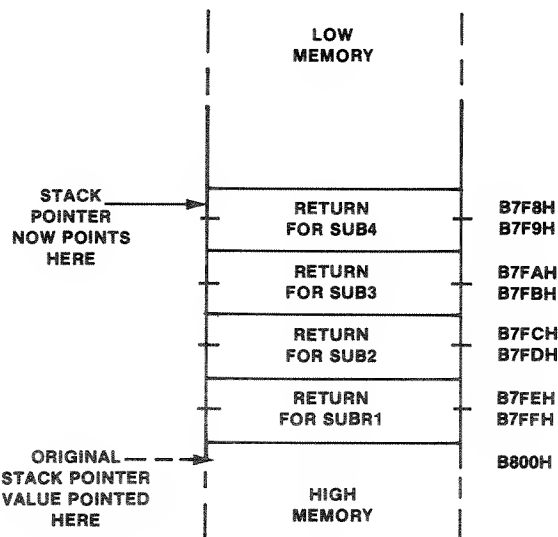 LOW
MEMORY
STACK
POINTER
NOW POINTS
HERE
RETURN
FOR SUB4
B7F8H
B7F9H
RETURN
FOR SUB3
B7FAH
B7FBH
RETURN
FOR SUB2
B7FCH
B7FDH
RETURN
FOR SUBR1
B7FEH
B7FFH
ORIGINAL
STACK POINTER
VALUE POINTED
HERE
B800H
HIGH
MEMORY